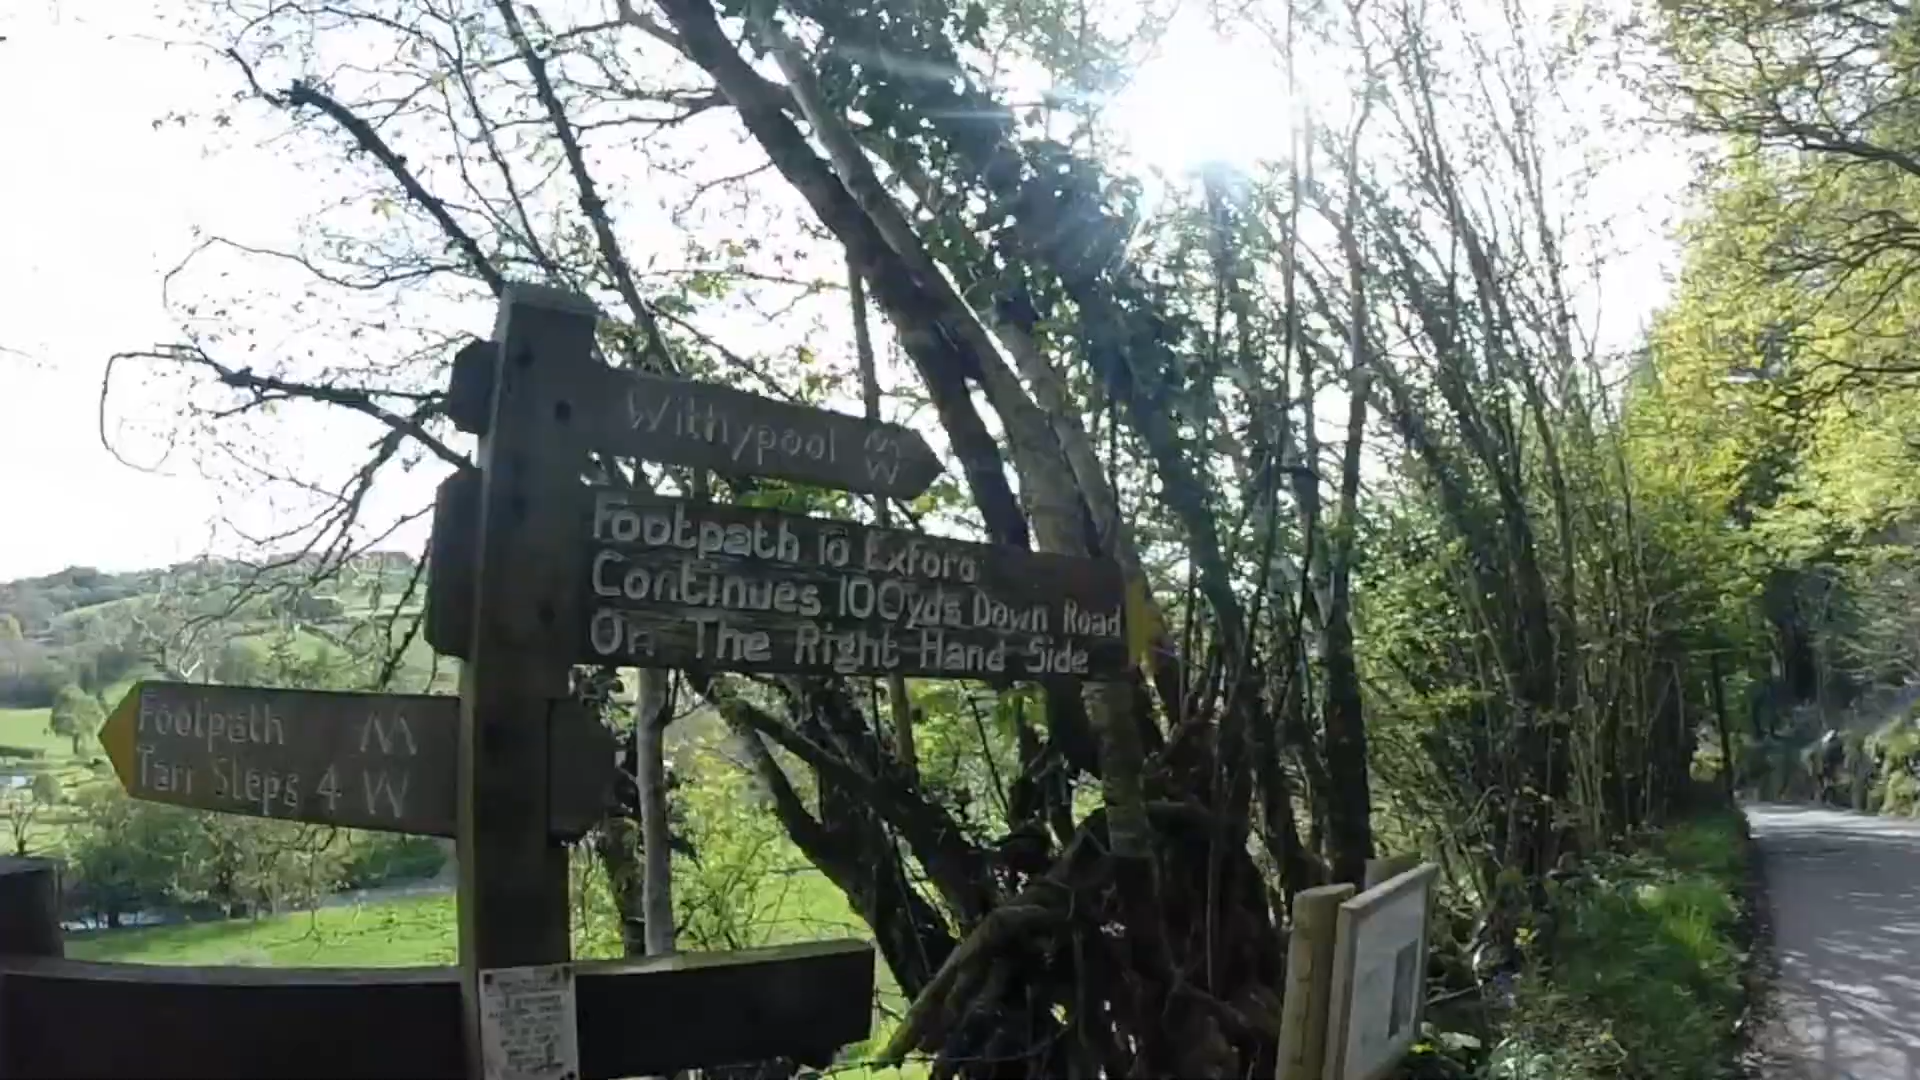 Withypool M
W
Footpath to Exford
Continues 100yds Down Road
On The Right Hand Side
Footpath M
Tarr Steps 4 W